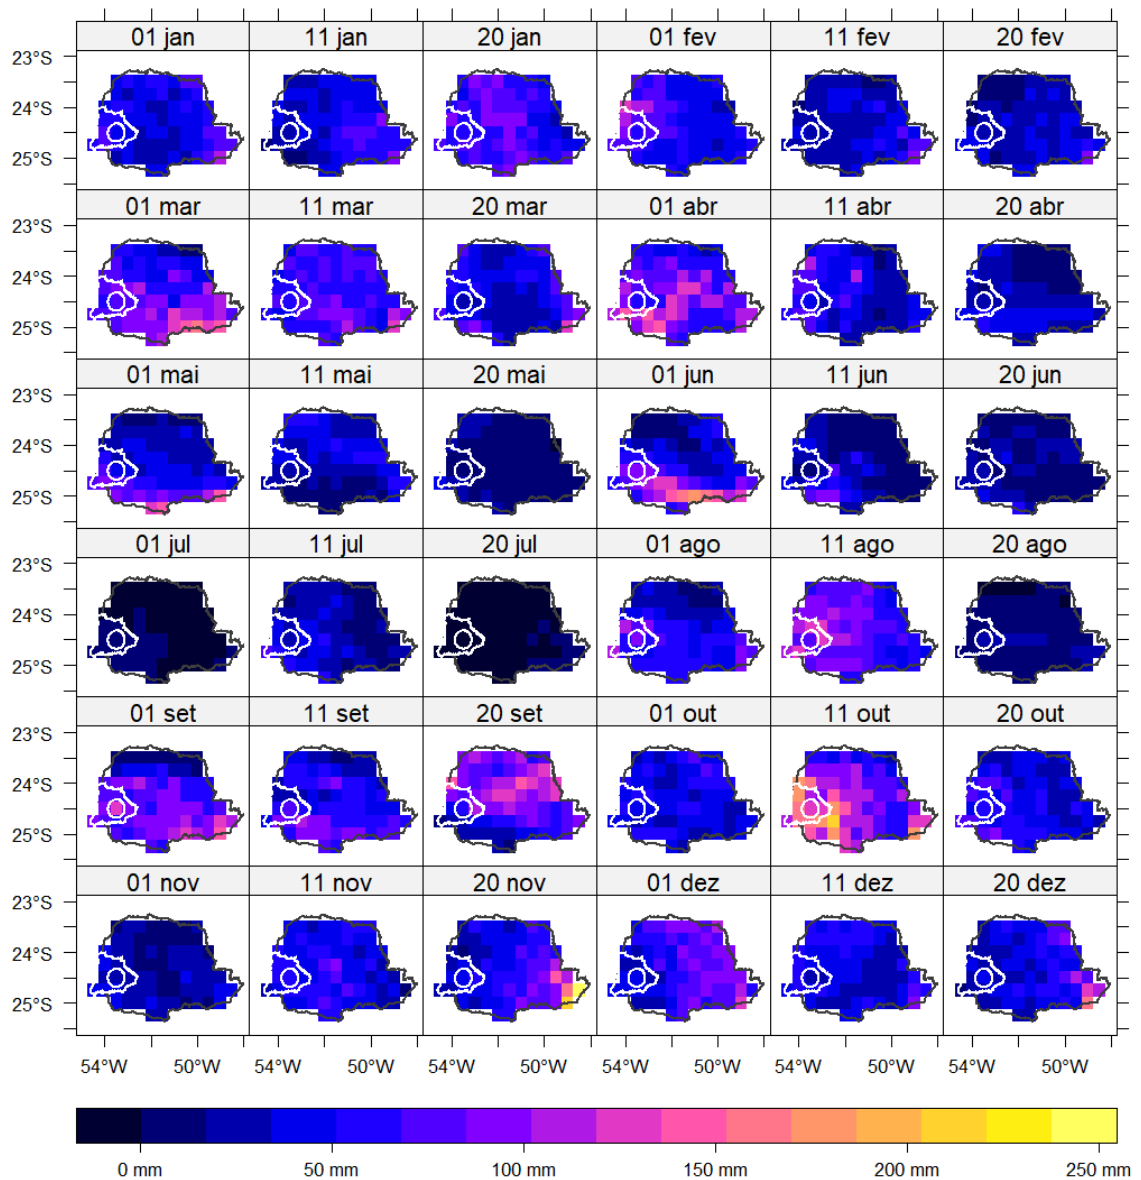 01 jan 11 jan 20 jan 01 fev 11 fev 20 fev
23°S
24°S
25°S
01 mar 11 mar 20 mar 01 abr 11 abr 20 abr
23°S
24°S
25°S
01 mai 11 mai 20 mai 01 jun 11 jun 20 jun
23°S
24°S
25°S
01 jul 11 jul 20 jul 01 ago 11 ago 20 ago
23°S
24°S
25°S
01 set 11 set 20 set 01 out 11 out 20 out
23°S
24°S
25°S
01 nov 11 nov 20 nov 01 dez 11 dez 20 dez
23°S
24°S
25°S
54°W 50°W 54°W 50°W 54°W 50°W 54°W 50°W 54°W 50°W 54°W 50°W
0 mm 50 mm 100 mm 150 mm 200 mm 250 mm